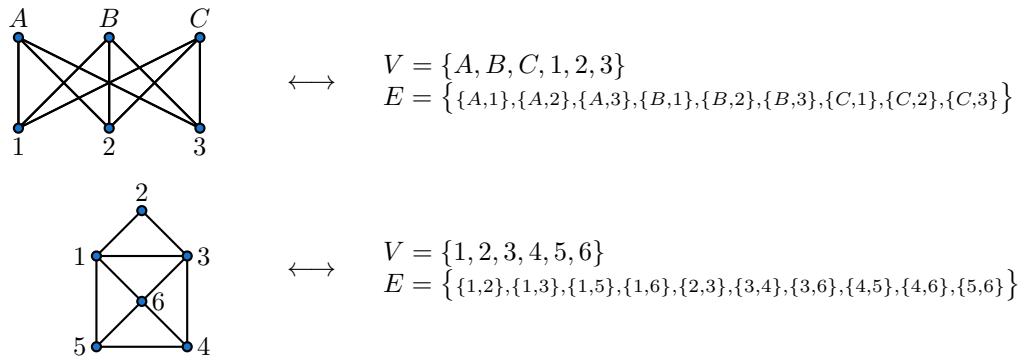 A B C
1 2 3
⟷
V = {A, B, C, 1, 2, 3}
E = {{A,1},{A,2},{A,3},{B,1},{B,2},{B,3},{C,1},{C,2},{C,3}}
2
1 3
6
5 4
⟷
V = {1, 2, 3, 4, 5, 6}
E = {{1,2},{1,3},{1,5},{1,6},{2,3},{3,4},{3,6},{4,5},{4,6},{5,6}}